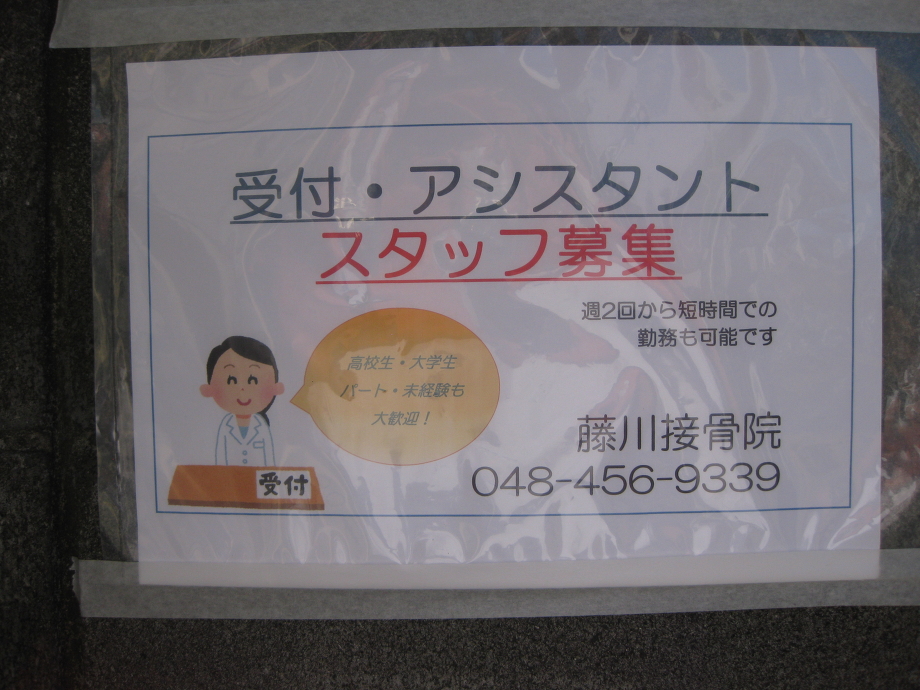 受付・アシスタント
スタッフ募集
週2回から短時間での
勤務も可能です
高校生・大学生
パート・未経験も
大歓迎！
受付
藤川接骨院
048-456-9339